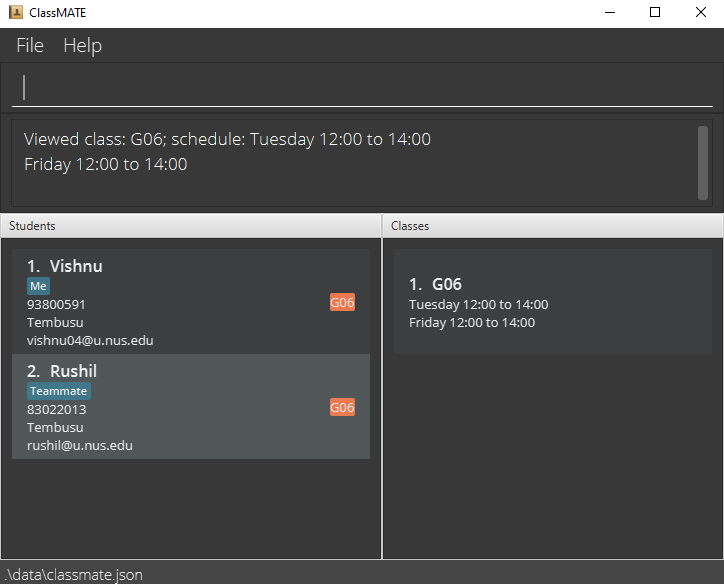 ClassMATE
File Help
Viewed class: G06; schedule: Tuesday 12:00 to 14:00
Friday 12:00 to 14:00
Students
Classes
1. Vishnu
Me
93800591
G06
Tembusu
vishnu04@u.nus.edu
2. Rushil
Teammate
83022013
G06
Tembusu
rushil@u.nus.edu
1. G06
Tuesday 12:00 to 14:00
Friday 12:00 to 14:00
.\data\classmate.json